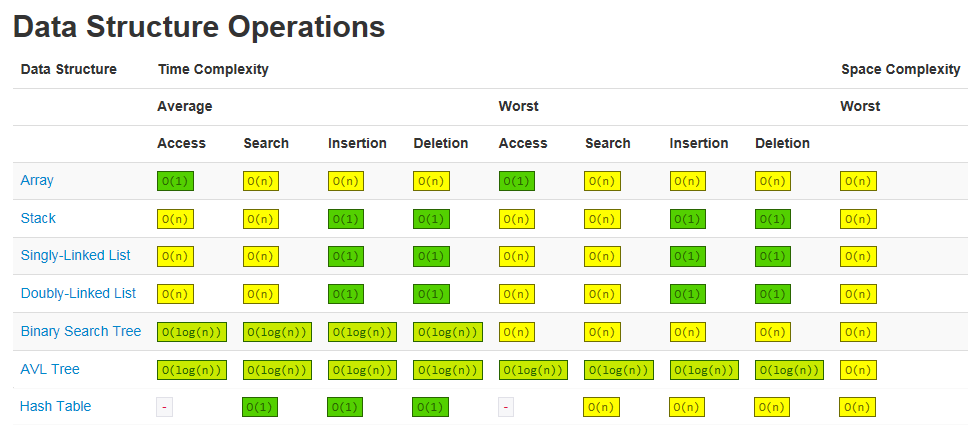 Data Structure Operations
Data Structure Time Complexity Space Complexity
Average Worst Worst
Access Search Insertion Deletion Access Search Insertion Deletion
Array O(1) O(n) O(n) O(n) O(1) O(n) O(n) O(n) O(n)
Stack O(n) O(n) O(1) O(1) O(n) O(n) O(1) O(1) O(n)
Singly-Linked List O(n) O(n) O(1) O(1) O(n) O(n) O(1) O(1) O(n)
Doubly-Linked List O(n) O(n) O(1) O(1) O(n) O(n) O(1) O(1) O(n)
Binary Search Tree O(log(n)) O(log(n)) O(log(n)) O(log(n)) O(n) O(n) O(n) O(n) O(n)
AVL Tree O(log(n)) O(log(n)) O(log(n)) O(log(n)) O(log(n)) O(log(n)) O(log(n)) O(log(n)) O(n)
Hash Table - O(1) O(1) O(1) - O(n) O(n) O(n) O(n)